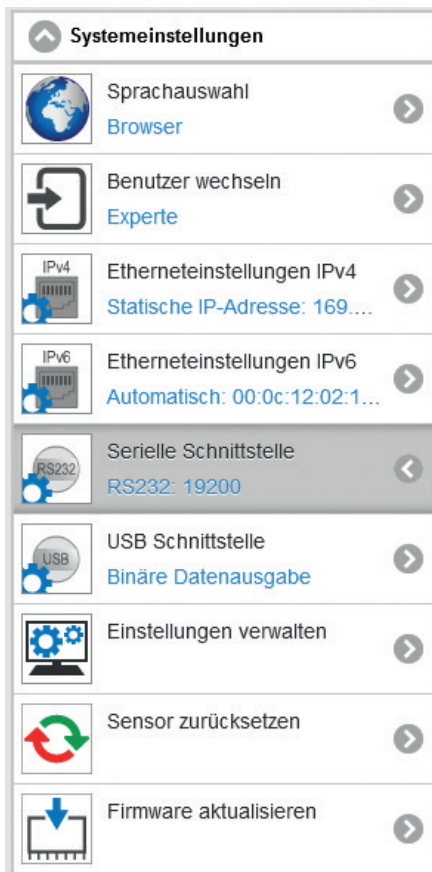 Systemeinstellungen
Sprachauswahl
Browser
Benutzer wechseln
Experte
IPv4
Etherneteinstellungen IPv4
Statische IP-Adresse: 169....
IPv6
Etherneteinstellungen IPv6
Automatisch: 00:0c:12:02:1...
RS232
Serielle Schnittstelle
RS232: 19200
USB
USB Schnittstelle
Binäre Datenausgabe
Einstellungen verwalten
Sensor zurücksetzen
Firmware aktualisieren